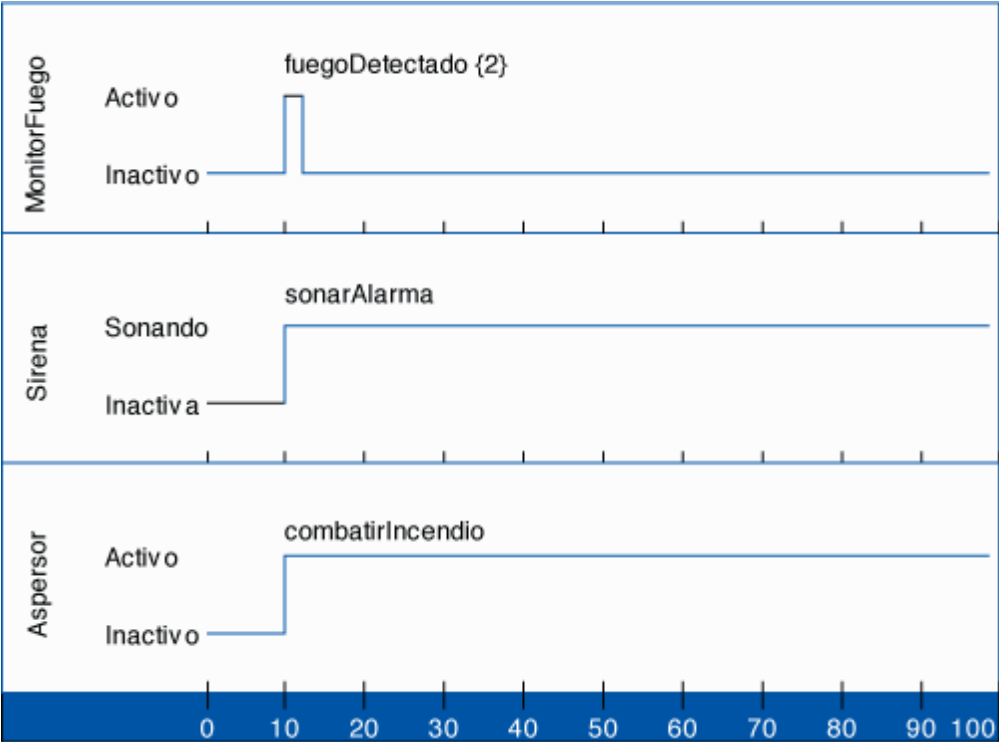 MonitorFuego
fuegoDetectado {2}
Activo
Inactivo
Sirena
sonarAlarma
Sonando
Inactiva
Aspersor
combatirIncendio
Activo
Inactivo
0 10 20 30 40 50 60 70 80 90 100